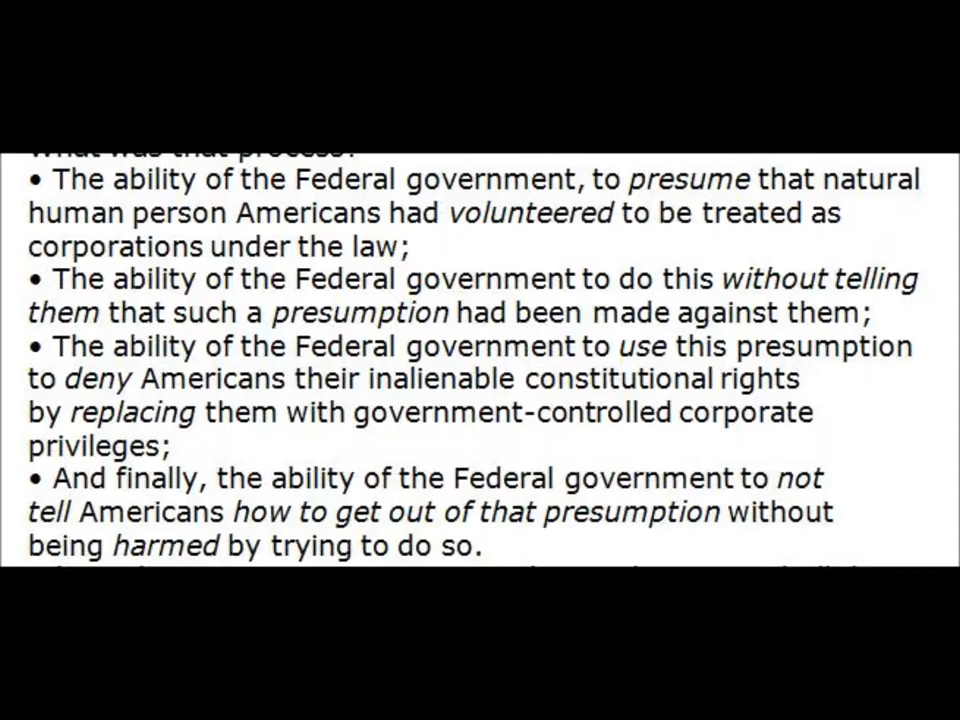 What was that process?
• The ability of the Federal government, to presume that natural
human person Americans had volunteered to be treated as
corporations under the law;
• The ability of the Federal government to do this without telling
them that such a presumption had been made against them;
• The ability of the Federal government to use this presumption
to deny Americans their inalienable constitutional rights
by replacing them with government-controlled corporate
privileges;
• And finally, the ability of the Federal government to not
tell Americans how to get out of that presumption without
being harmed by trying to do so.